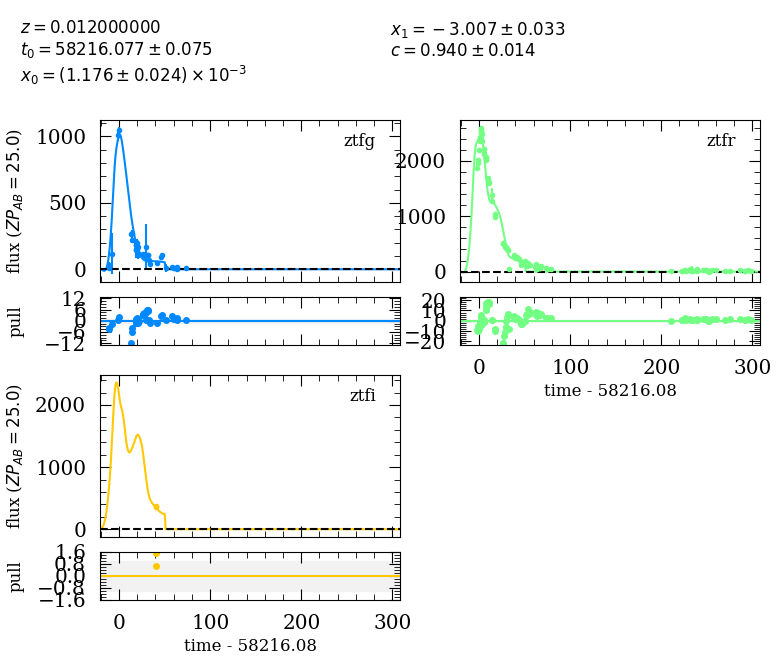 z = 0.012000000
t₀ = 58216.077 ± 0.075
x₀ = (1.176 ± 0.024) × 10⁻³
x₁ = −3.007 ± 0.033
c = 0.940 ± 0.014
ztfg
1000
500
0
flux (ZP_AB = 25.0)
ztfr
2000
1000
0
12
6
0
−6
−12
pull
20
10
0
−10
−20
0
100
200
300
time - 58216.08
ztfi
2000
1000
0
flux (ZP_AB = 25.0)
1.6
0.8
0.0
−0.8
−1.6
pull
0
100
200
300
time - 58216.08